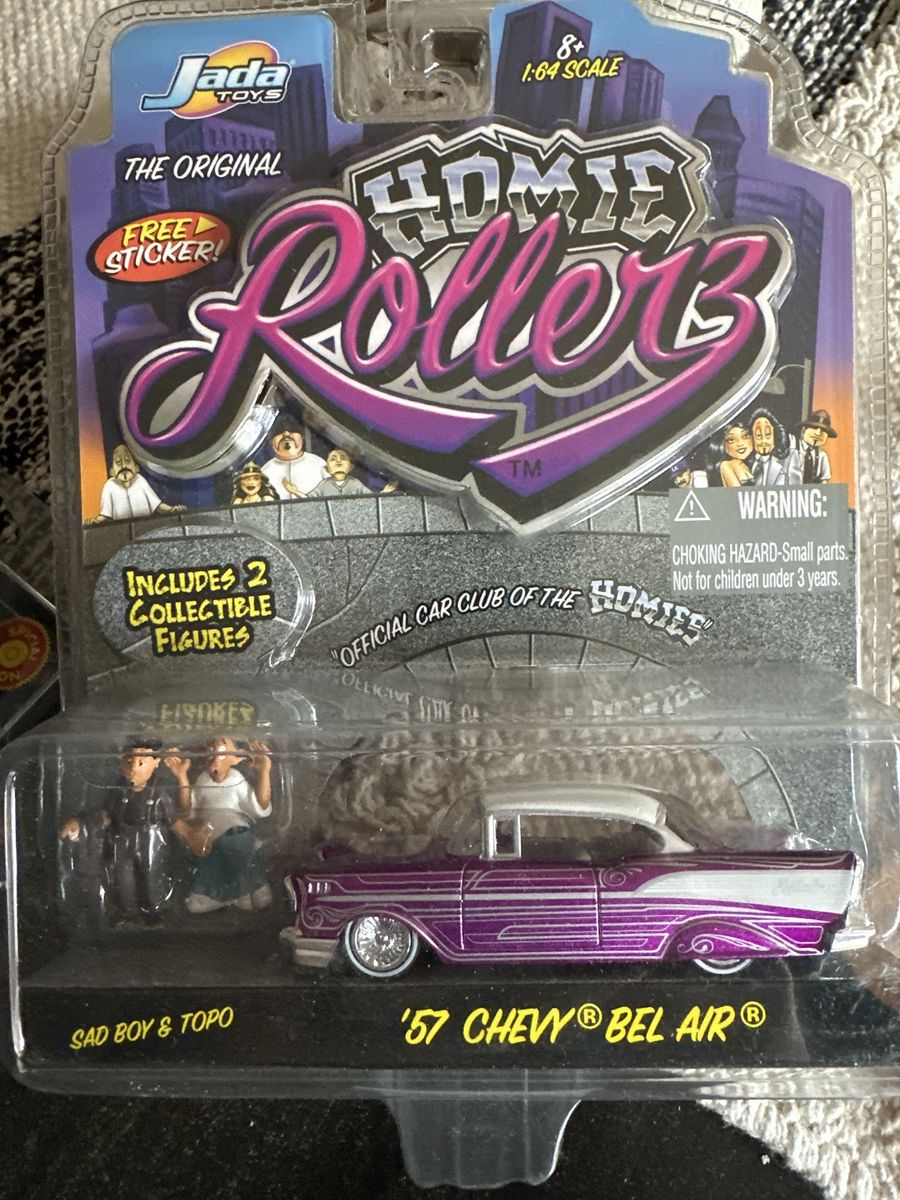 Jada
TOYS
8+
1:64 SCALE
THE ORIGINAL
HOMIE
Rollerz
TM
FREE
STICKER!
WARNING:
CHOKING HAZARD-Small parts.
Not for children under 3 years.
INCLUDES 2
COLLECTIBLE
FIGURES
"OFFICIAL CAR CLUB OF THE HOMIES"
SAD BOY & TOPO
'57 CHEVY® BEL AIR®